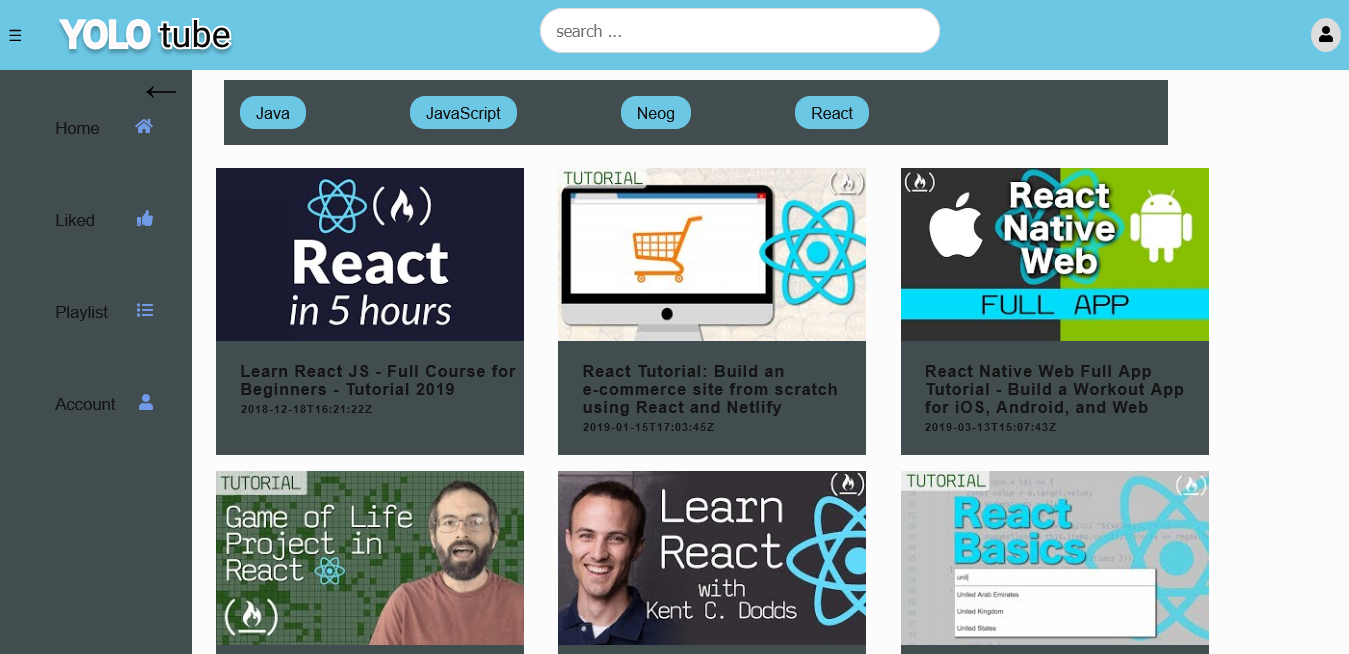 ☰ YOLO tube search ...
←
Java JavaScript Neog React
Home
Liked
Playlist
Account
React
in 5 hours
Learn React JS - Full Course for
Beginners - Tutorial 2019
2018-12-18T16:21:22Z
TUTORIAL
React Tutorial: Build an
e-commerce site from scratch
using React and Netlify
2019-01-15T17:03:45Z
React
Native
Web
FULL APP
React Native Web Full App
Tutorial - Build a Workout App
for iOS, Android, and Web
2019-03-13T15:07:43Z
TUTORIAL
Game of Life
Project in
React
Learn
React
with
Kent C. Dodds
TUTORIAL
React
Basics
unit
United Arab Emirates
United Kingdom
United States